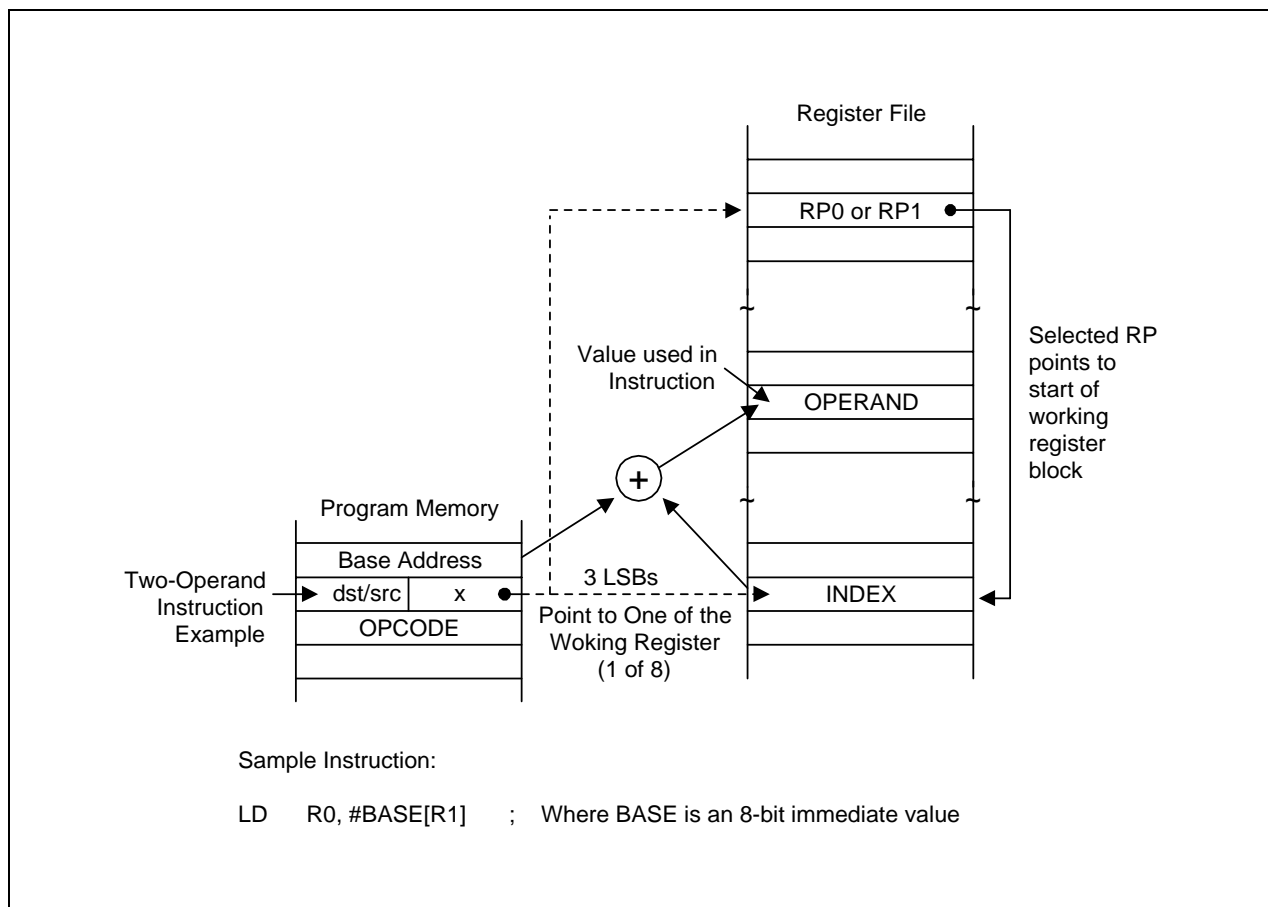 Register File
RP0 or RP1
Selected RP
points to
start of
working
register
block
Value used in
Instruction
OPERAND
+
Program Memory
Base Address
Two-Operand
Instruction
Example
dst/src
x
3 LSBs
INDEX
OPCODE
Point to One of the
Woking Register
(1 of 8)
Sample Instruction:
LD R0, #BASE[R1] ; Where BASE is an 8-bit immediate value